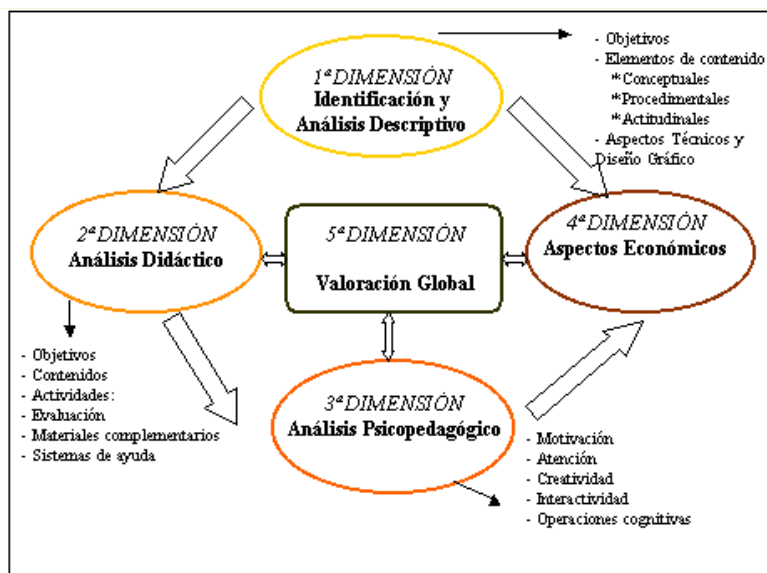 1ª DIMENSIÓN
Identificación y
Análisis Descriptivo
- Objetivos
- Elementos de contenido
*Conceptuales
*Procedimentales
*Actitudinales
- Aspectos Técnicos y
Diseño Gráfico
2ª DIMENSIÓN
Análisis Didáctico
5ª DIMENSIÓN
Valoración Global
4ª DIMENSIÓN
Aspectos Económicos
- Objetivos
- Contenidos
- Actividades:
- Evaluación
- Materiales complementarios
- Sistemas de ayuda
3ª DIMENSIÓN
Análisis Psicopedagógico
- Motivación
- Atención
- Creatividad
- Interactividad
- Operaciones cognitivas